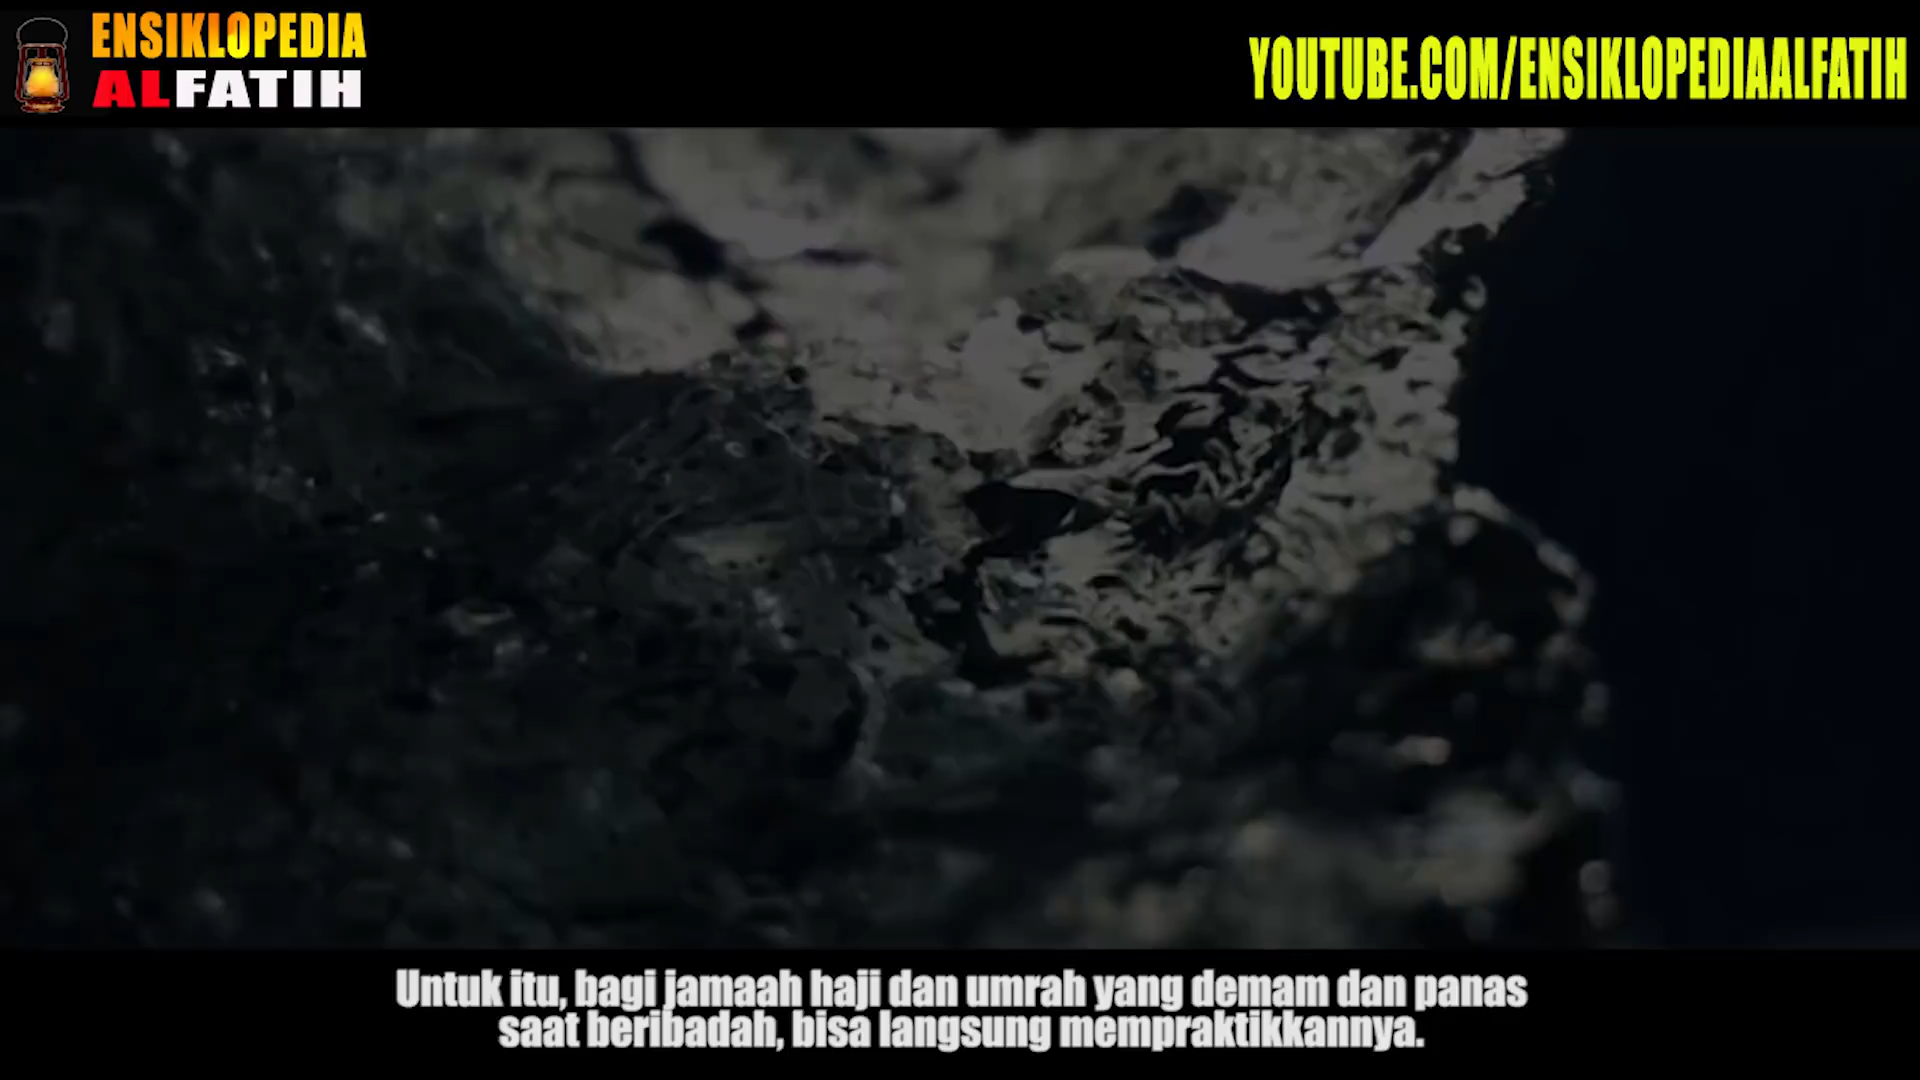 ENSIKLOPEDIA
ALFATIH
YOUTUBE.COM/ENSIKLOPEDIAALFATIH
Untuk itu, bagi jamaah haji dan umrah yang demam dan panas
saat beribadah, bisa langsung mempraktikkannya.